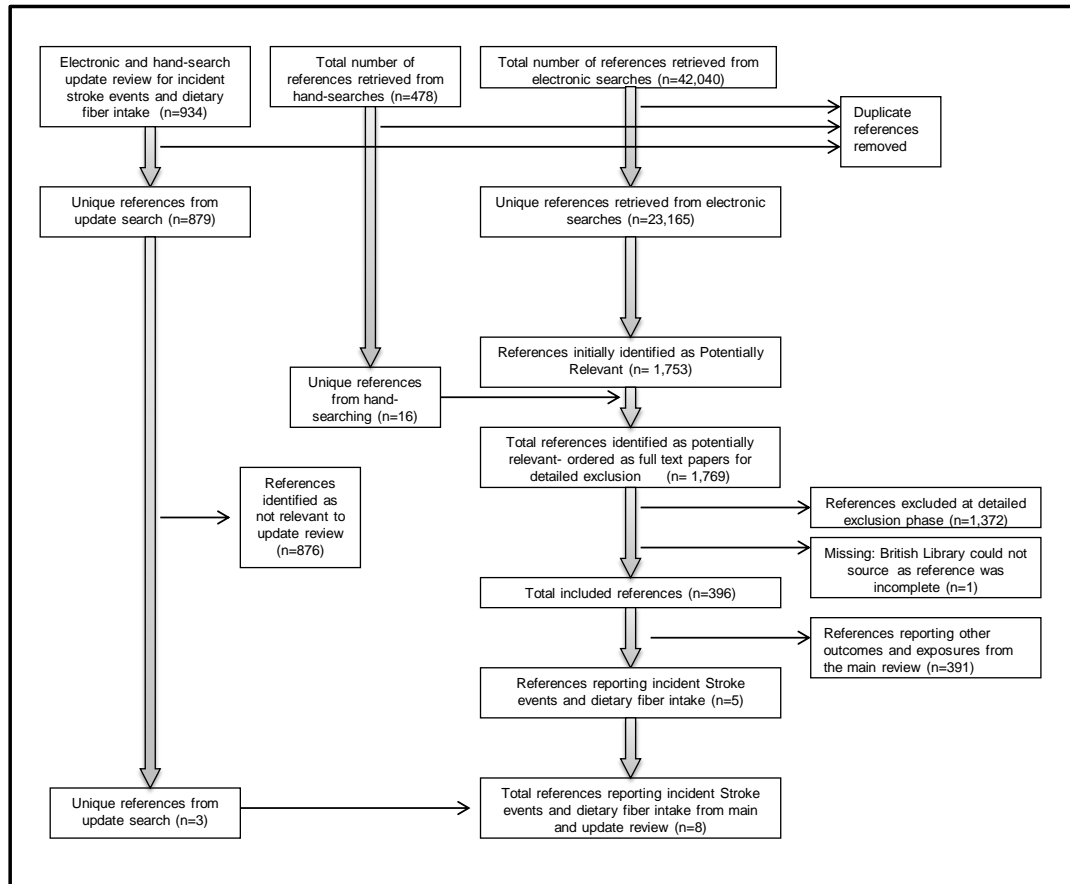 Electronic and hand-search
update review for incident
stroke events and dietary
fiber intake (n=934)
Total number of
references retrieved from
hand-searches (n=478)
Total number of references retrieved from
electronic searches (n=42,040)
Duplicate
references
removed
Unique references from
update search (n=879)
Unique references retrieved from electronic
searches (n=23,165)
References initially identified as Potentially
Relevant (n= 1,753)
Unique references
from hand-
searching (n=16)
Total references identified as potentially
relevant- ordered as full text papers for
detailed exclusion (n= 1,769)
References
identified as
not relevant to
update review
(n=876)
References excluded at detailed
exclusion phase (n=1,372)
Missing: British Library could not
source as reference was
incomplete (n=1)
Total included references (n=396)
References reporting other
outcomes and exposures from
the main review (n=391)
References reporting incident Stroke
events and dietary fiber intake (n=5)
Unique references from
update search (n=3)
Total references reporting incident Stroke
events and dietary fiber intake from main
and update review (n=8)